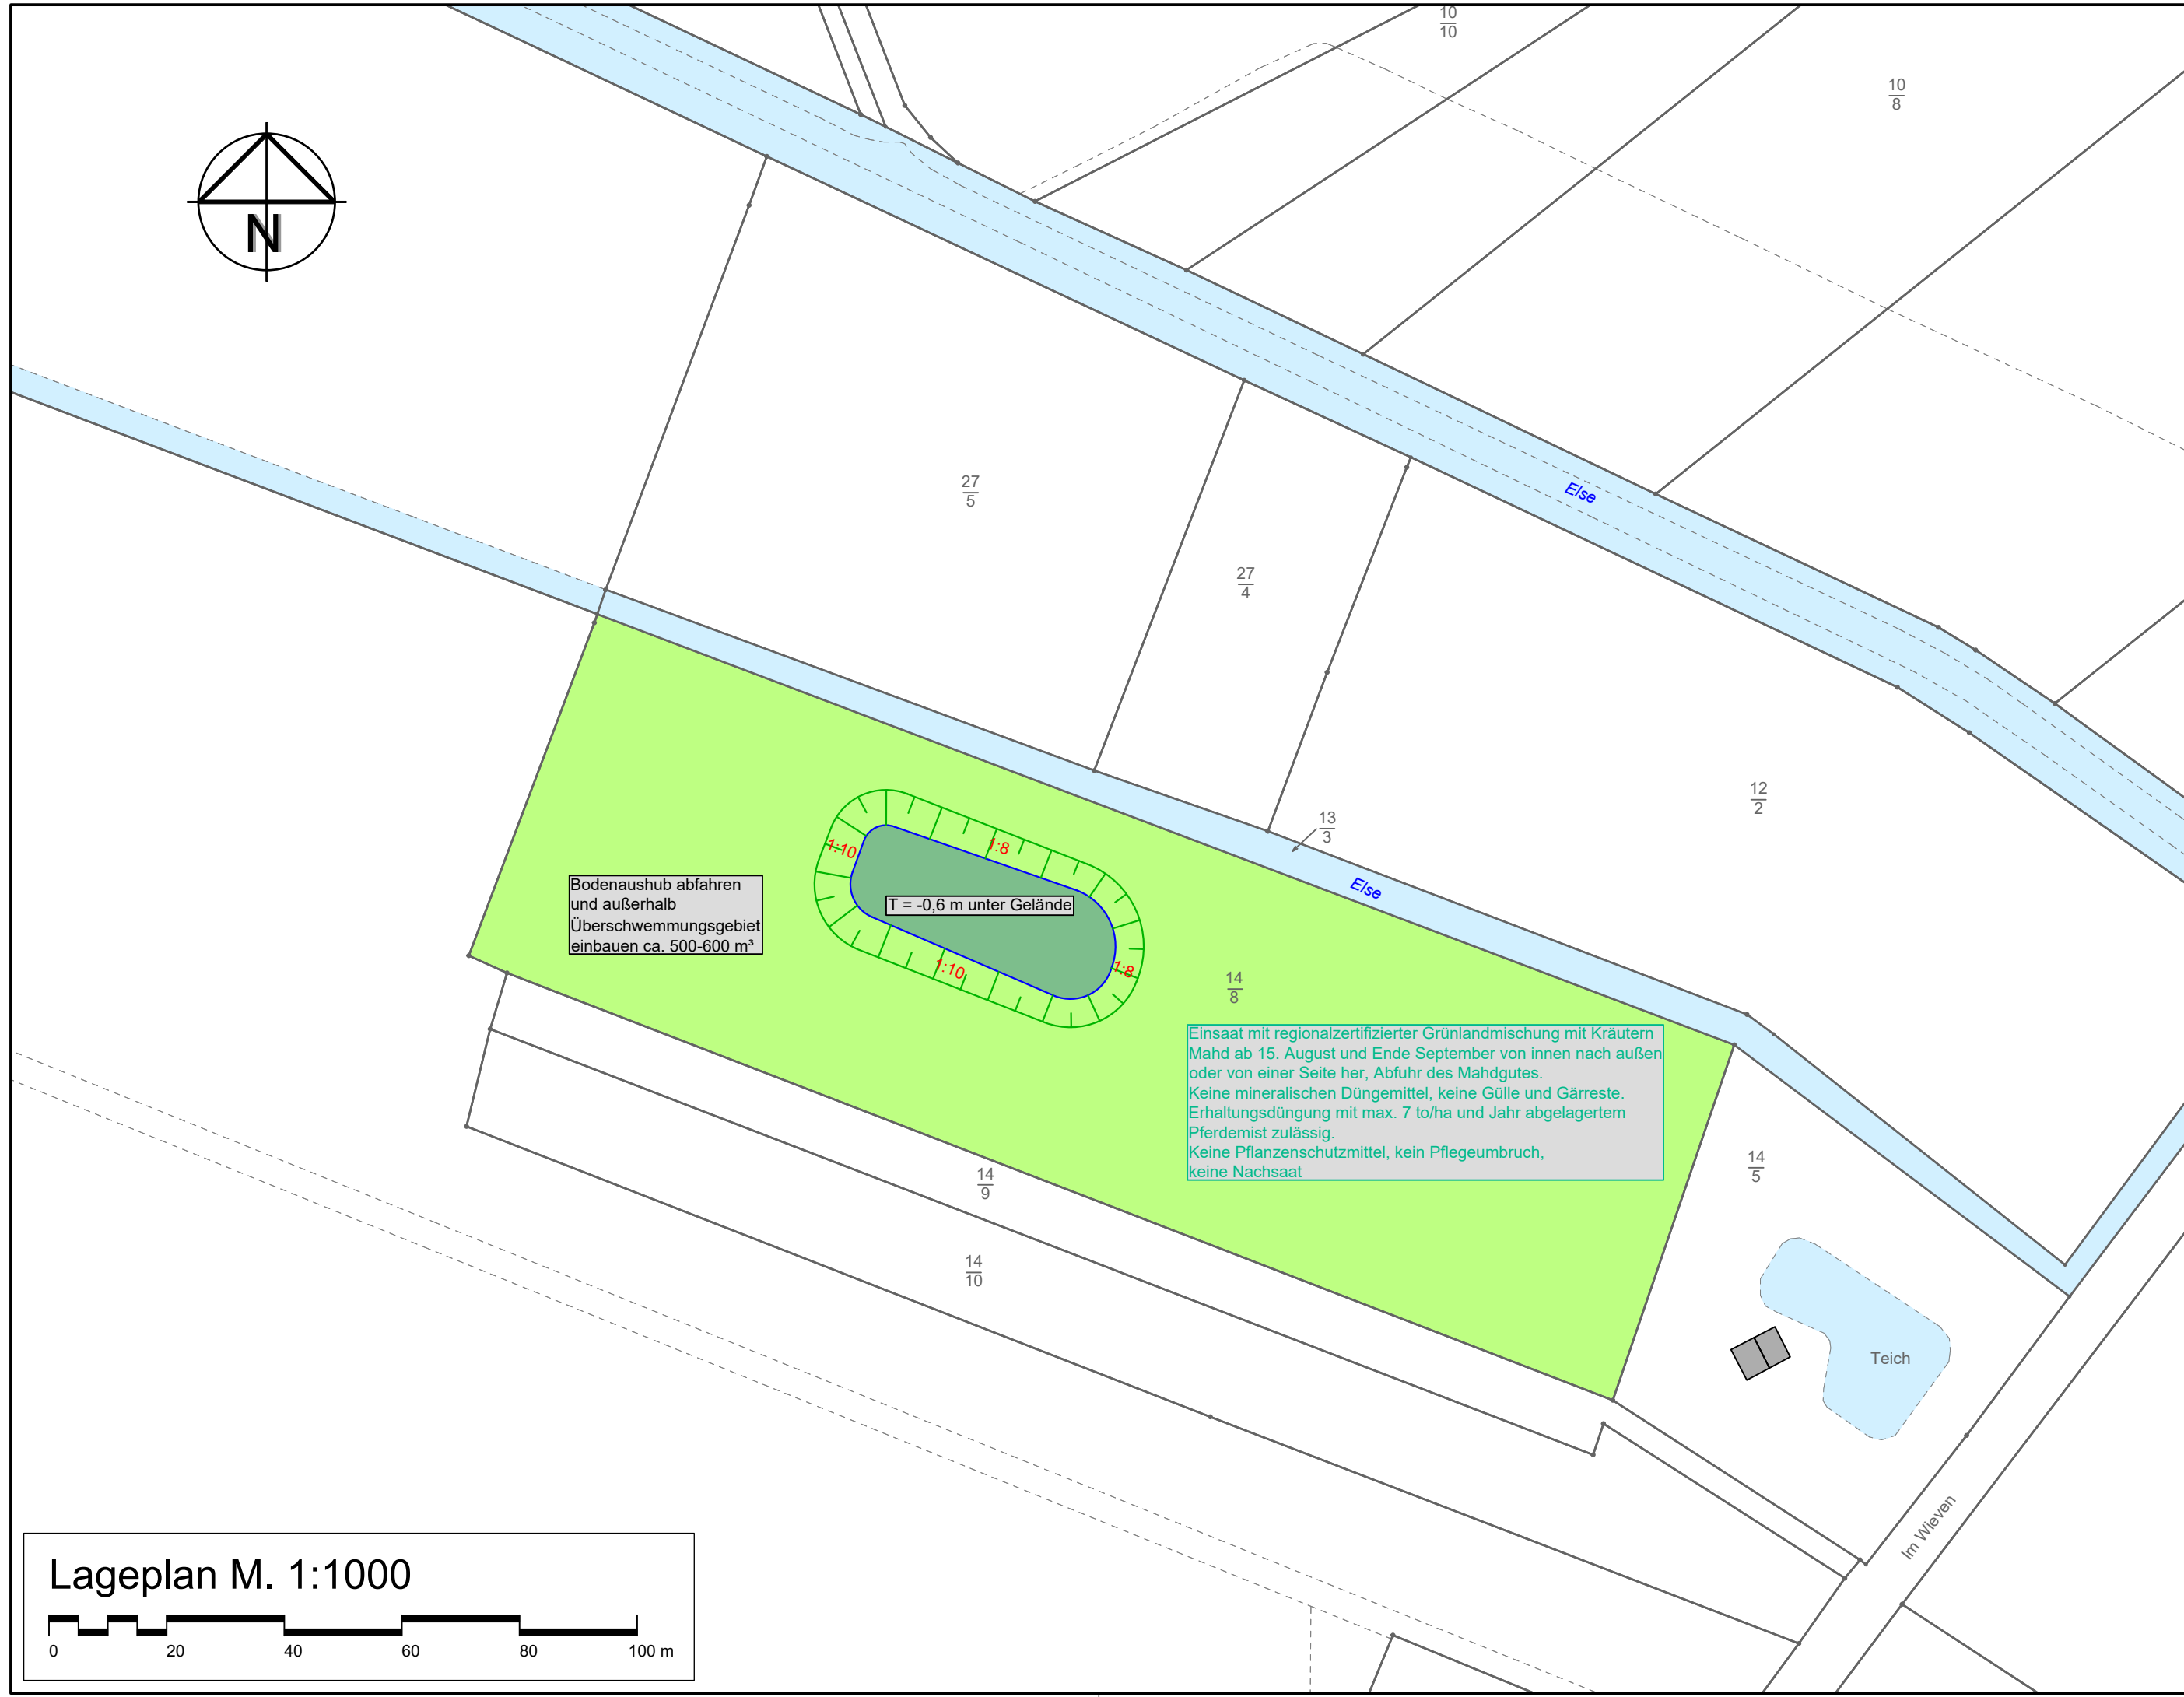 10
10
10
8
N
27
5
Else
27
4
12
2
13
3
1:10
1:8
Else
Bodenaushub abfahren
und außerhalb
Überschwemmungsgebiet
einbauen ca. 500-600 m³
T = -0,6 m unter Gelände
1:10
1:8
14
8
Einsaat mit regionalzertifizierter Grünlandmischung mit Kräutern
Mahd ab 15. August und Ende September von innen nach außen
oder von einer Seite her, Abfuhr des Mahdgutes.
Keine mineralischen Düngemittel, keine Gülle und Gärreste.
Erhaltungsdüngung mit max. 7 to/ha und Jahr abgelagertem
Pferdemist zulässig.
Keine Pflanzenschutzmittel, kein Pflegeumbruch,
keine Nachsaat
14
5
14
9
14
10
Teich
Im Wieven
Lageplan M. 1:1000
0 20 40 60 80 100 m